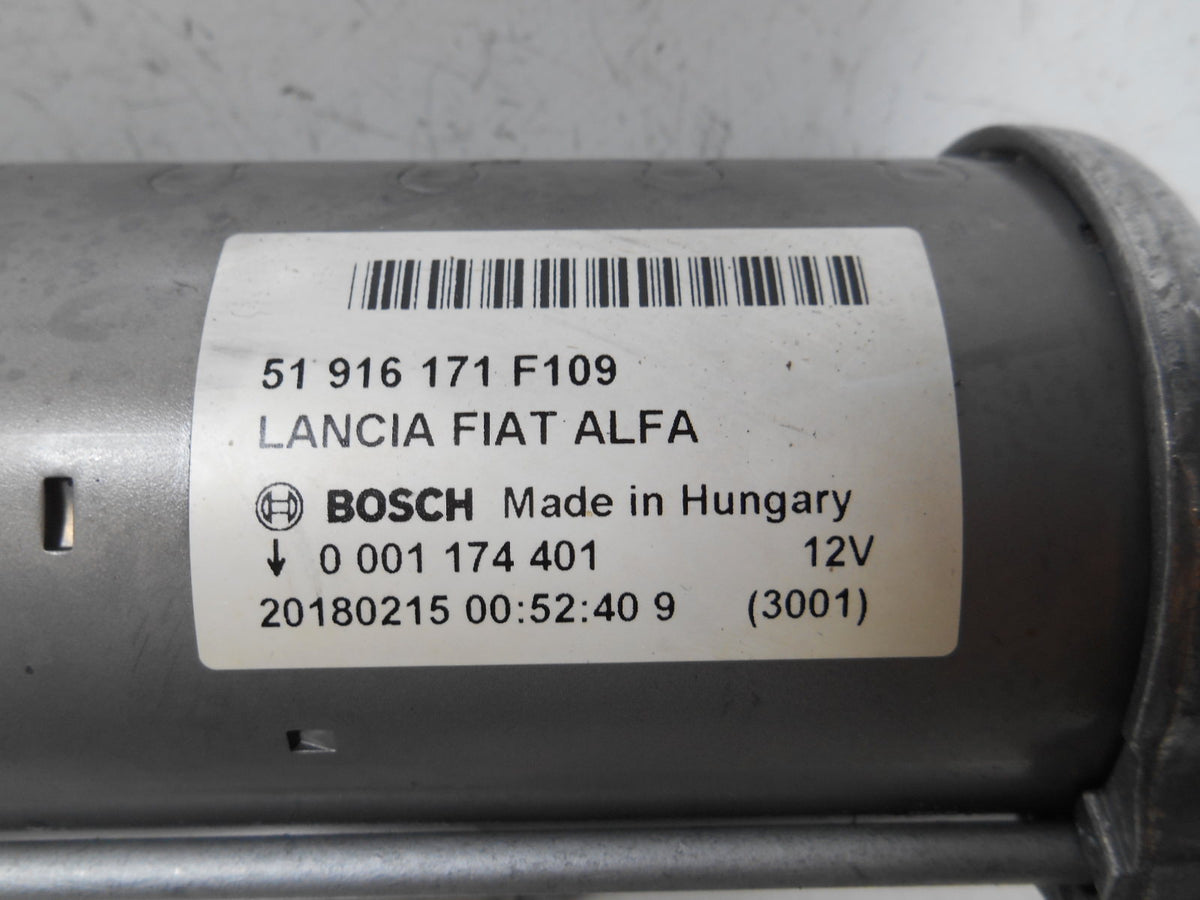 51 916 171 F109
LANCIA FIAT ALFA
BOSCH Made in Hungary
↓ 0 001 174 401 12V
20180215 00:52:40 9 (3001)